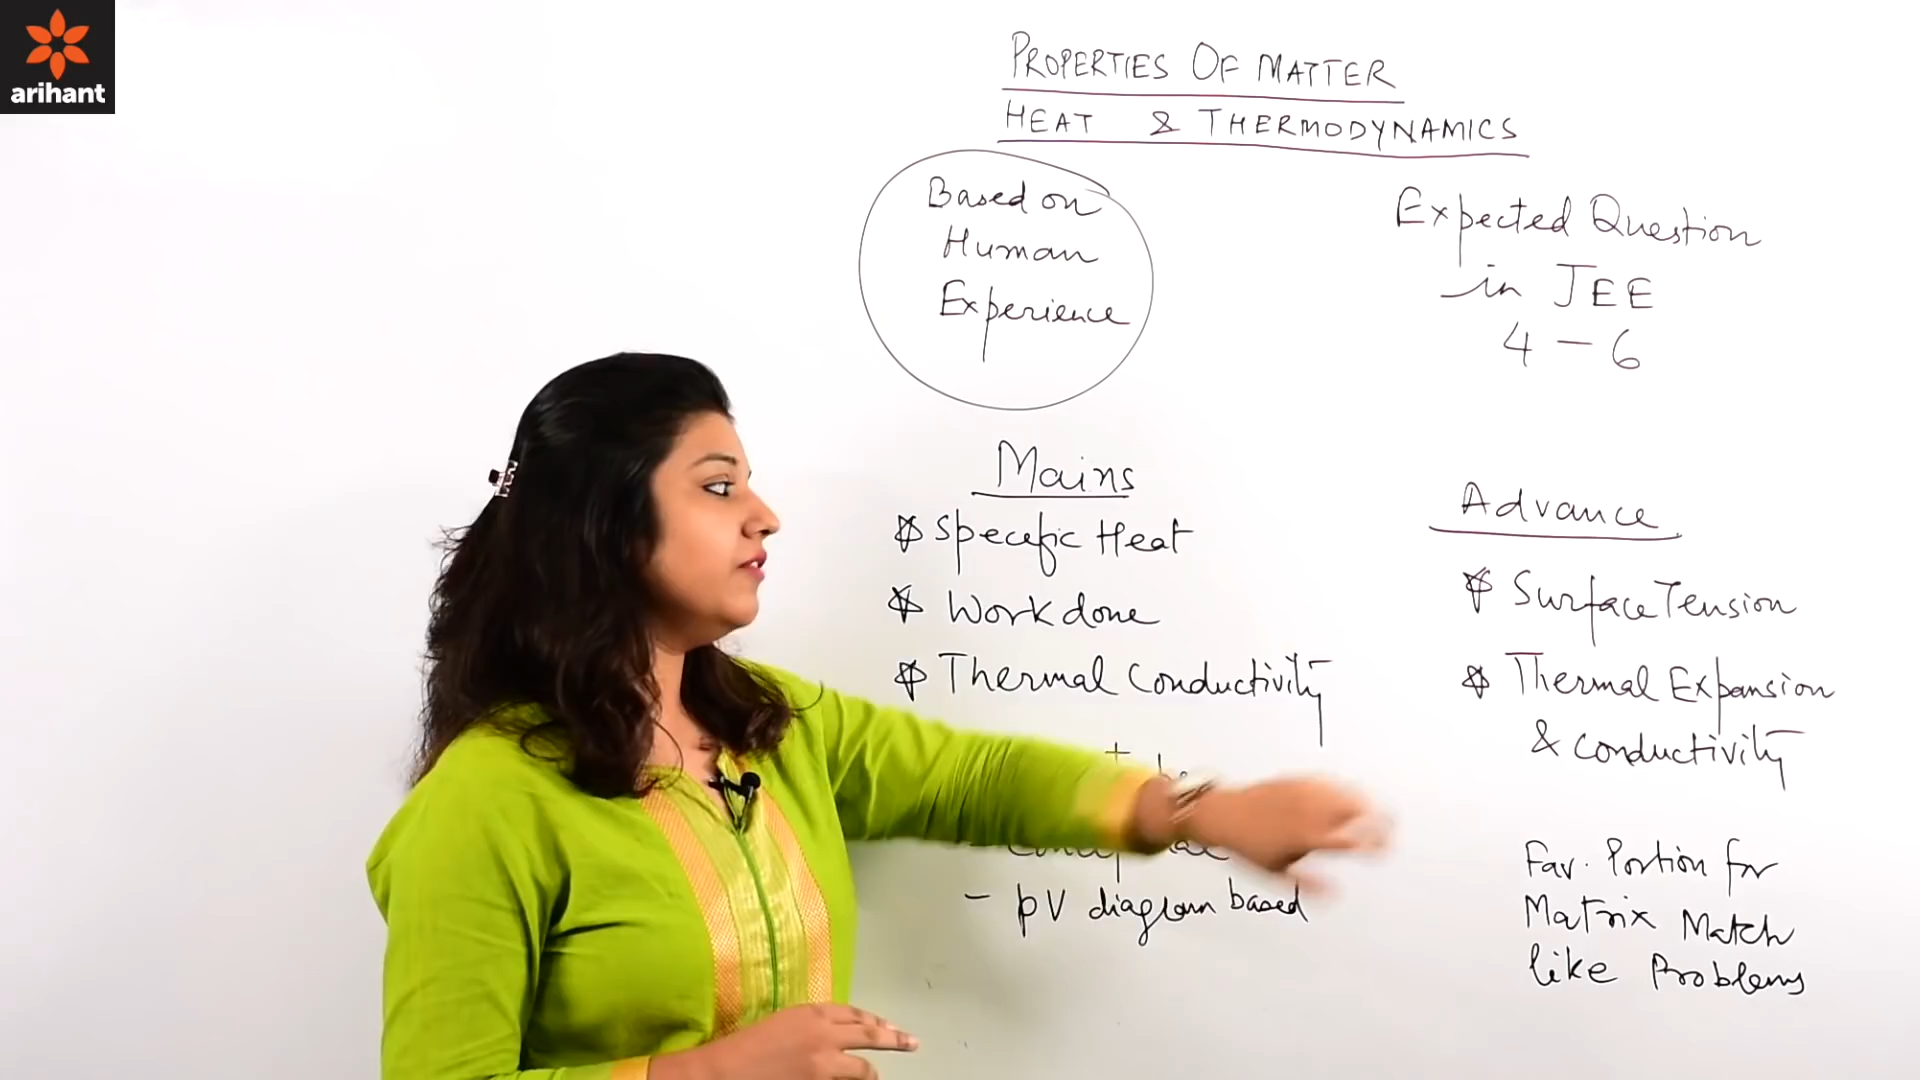 arihant
PROPERTIES OF MATTER
HEAT & THERMODYNAMICS
Based on
Human
Experience
Expected Question
in JEE
4 - 6
Mains
Specefic Heat
Work done
Thermal Conductivity
+
- pV diagram based
Advance
Surface Tension
Thermal Expansion
& conductivity
Fav. Portion for
Matrix Match
like Problems